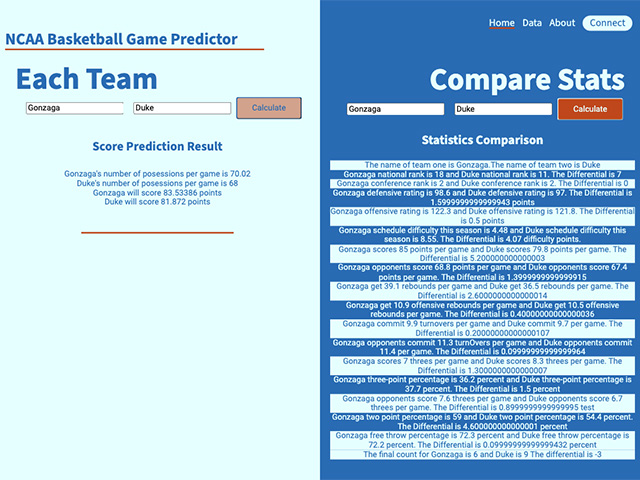 Home Data About Connect
NCAA Basketball Game Predictor
Each Team
Gonzaga Duke Calculate
Score Prediction Result
Gonzaga's number of posessions per game is 70.02
Duke's number of posessions per game is 68
Gonzaga will score 83.53386 points
Duke will score 81.872 points
Compare Stats
Gonzaga Duke Calculate
Statistics Comparison
The name of team one is Gonzaga.The name of team two is Duke
Gonzaga national rank is 18 and Duke national rank is 11. The Differential is 7
Gonzaga conference rank is 2 and Duke conference rank is 2. The Differential is 0
Gonzaga defensive rating is 98.6 and Duke defensive rating is 97. The Differential is
1.5999999999999943 points
Gonzaga offensive rating is 122.3 and Duke offensive rating is 121.8. The Differential
is 0.5 points
Gonzaga schedule difficulty this season is 4.48 and Duke schedule difficulty this
season is 8.55. The Differential is 4.07 difficulty points.
Gonzaga scores 85 points per game and Duke scores 79.8 points per game. The
Differential is 5.200000000000003
Gonzaga opponents score 68.8 points per game and Duke opponents score 67.4
points per game. The Differential is 1.3999999999999915
Gonzaga get 39.1 rebounds per game and Duke get 36.5 rebounds per game. The
Differential is 2.6000000000000014
Gonzaga get 10.9 offensive rebounds per game and Duke get 10.5 offensive
rebounds per game. The Differential is 0.40000000000000036
Gonzaga commit 9.9 turnovers per game and Duke commit 9.7 per game. The
Differential is 0.20000000000000107
Gonzaga opponents commit 11.3 turnOvers per game and Duke opponents commit
11.4 per game. The Differential is 0.09999999999999964
Gonzaga scores 7 threes per game and Duke scores 8.3 threes per game. The
Differential is 1.3000000000000007
Gonzaga three-point percentage is 36.2 percent and Duke three-point percentage is
37.7 percent. The Differential is 1.5 percent
Gonzaga opponents score 7.6 threes per game and Duke opponents score 6.7
threes per game. The Differential is 0.8999999999999995 test
Gonzaga two point percentage is 59 and Duke two point percentage is 54.4 percent.
The Differential is 4.600000000000001 percent
Gonzaga free throw percentage is 72.3 percent and Duke free throw percentage is
72.2 percent. The Differential is 0.09999999999999432 percent
The final count for Gonzaga is 6 and Duke is 9 The differential is -3